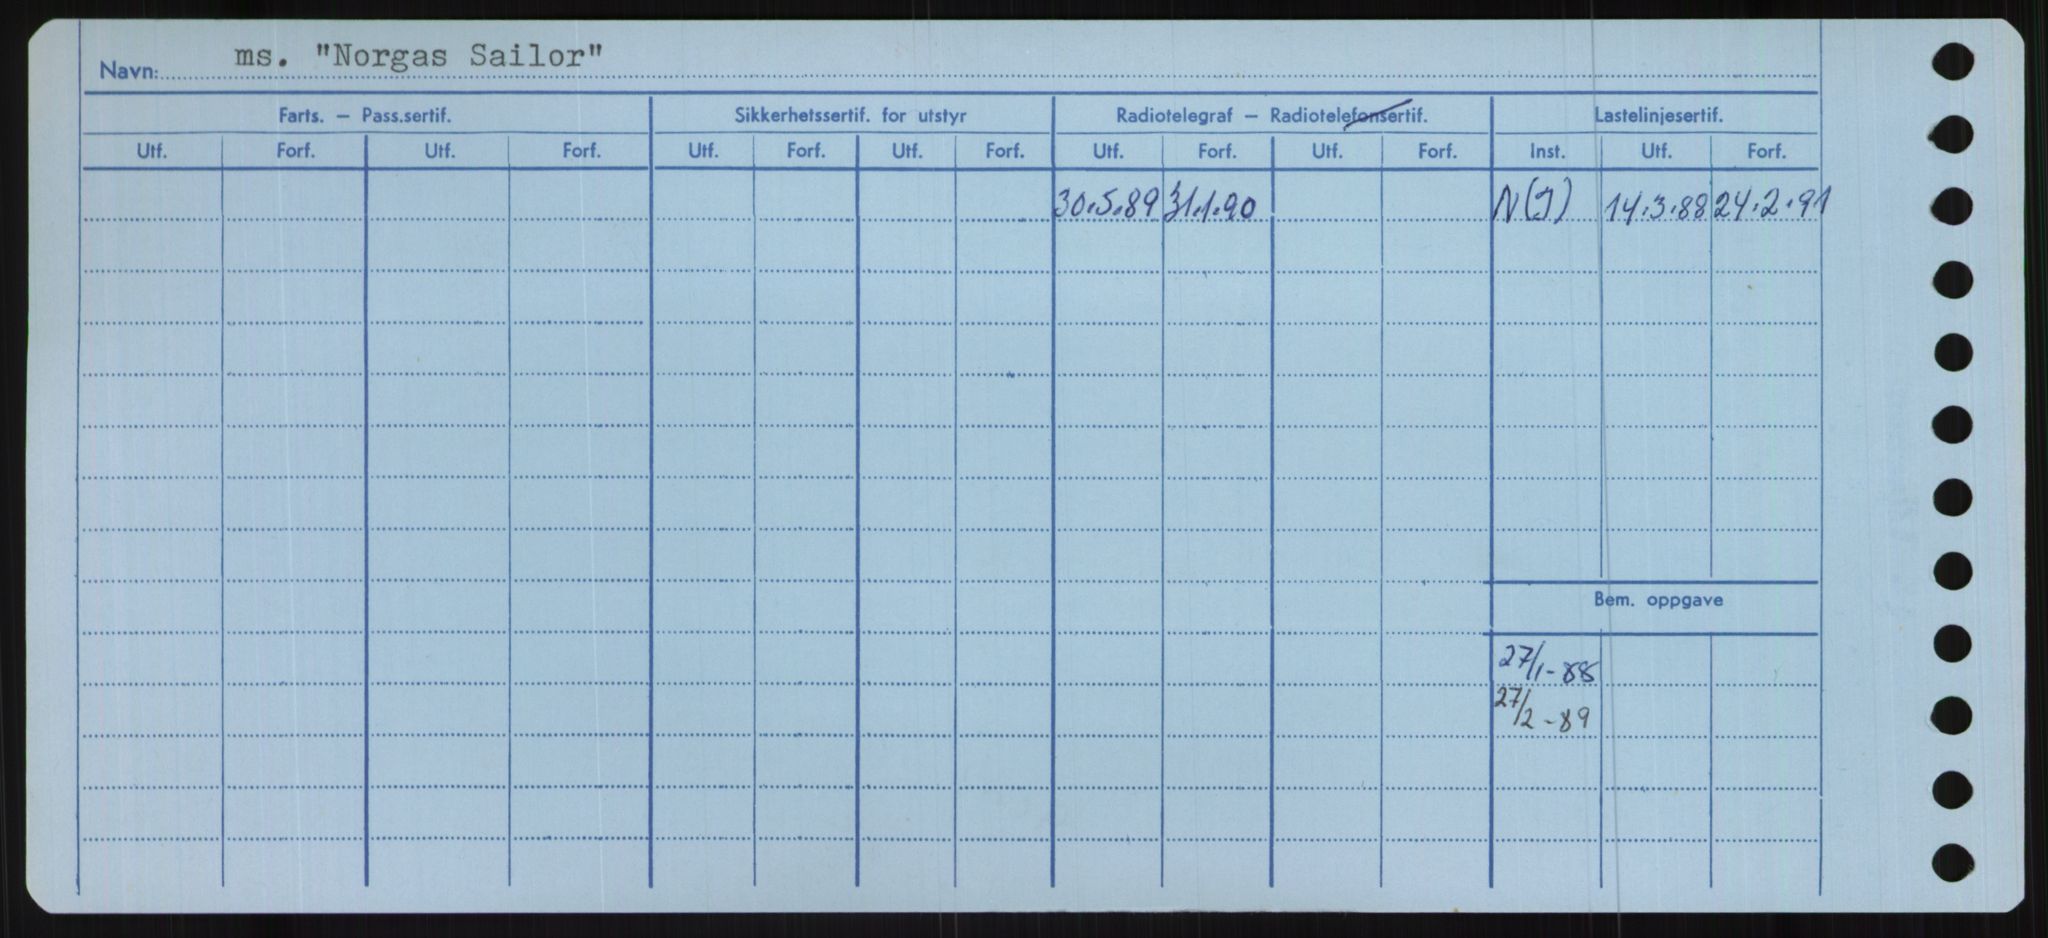 Navn: ms. "Norgas Sailor"
Farts. — Pass.sertif. Sikkerhetssertif. for utstyr Radiotelegraf — Radiotelefonsertif. Lastelinjesertif.
Utf. Forf. Utf. Forf. Utf. Forf. Utf. Forf. Utf. Forf. Utf. Forf. Inst. Utf. Forf.
30.5.89 31.1.90 N(I) 14.3.88 24.2.91
Bem. oppgave
27/1-88
27/2-89